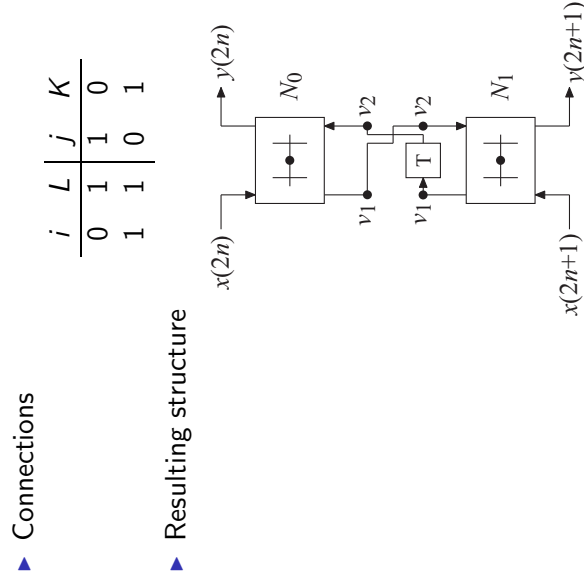 ▶ Connections
i L j K
0 1 1 0
1 1 0 1
▶ Resulting structure
x(2n) y(2n)
N0
v1 v2
T
v1 v2
N1
x(2n+1) y(2n+1)